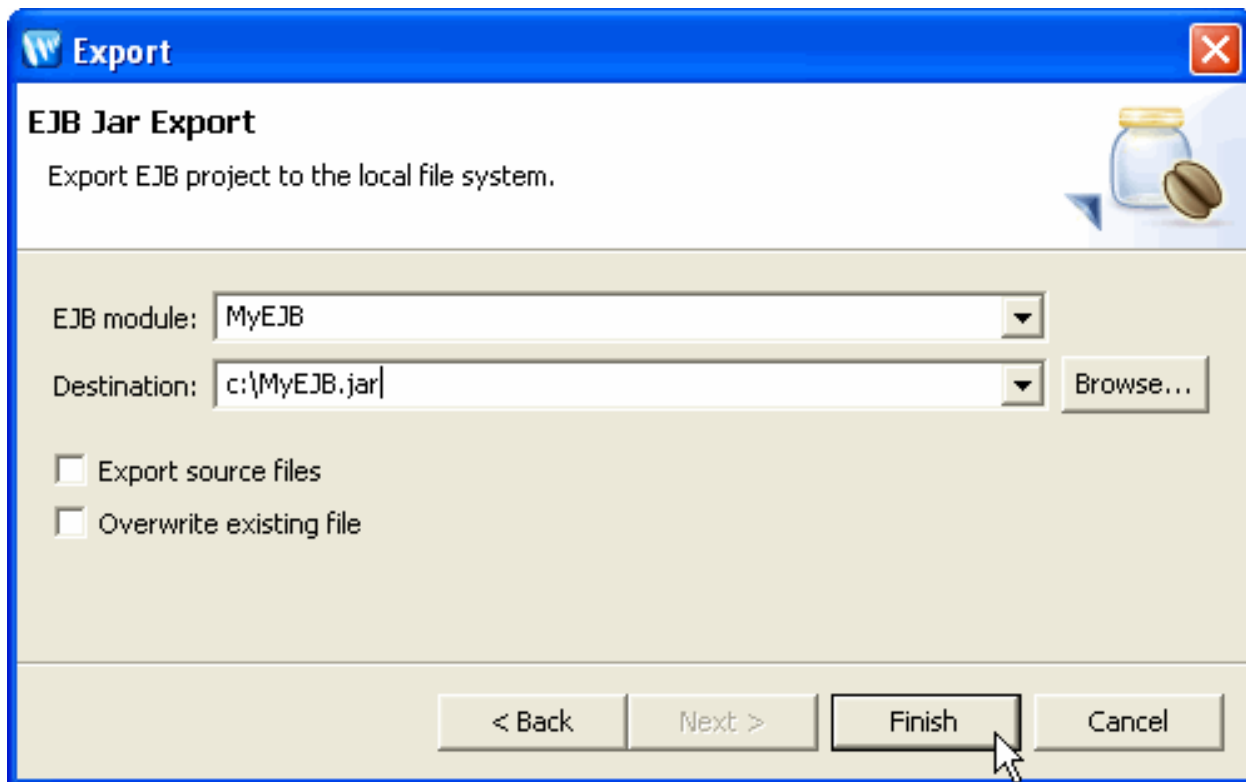 Export
EJB Jar Export
Export EJB project to the local file system.
EJB module: MyEJB
Destination: c:\MyEJB.jar Browse...
Export source files
Overwrite existing file
< Back Next > Finish Cancel